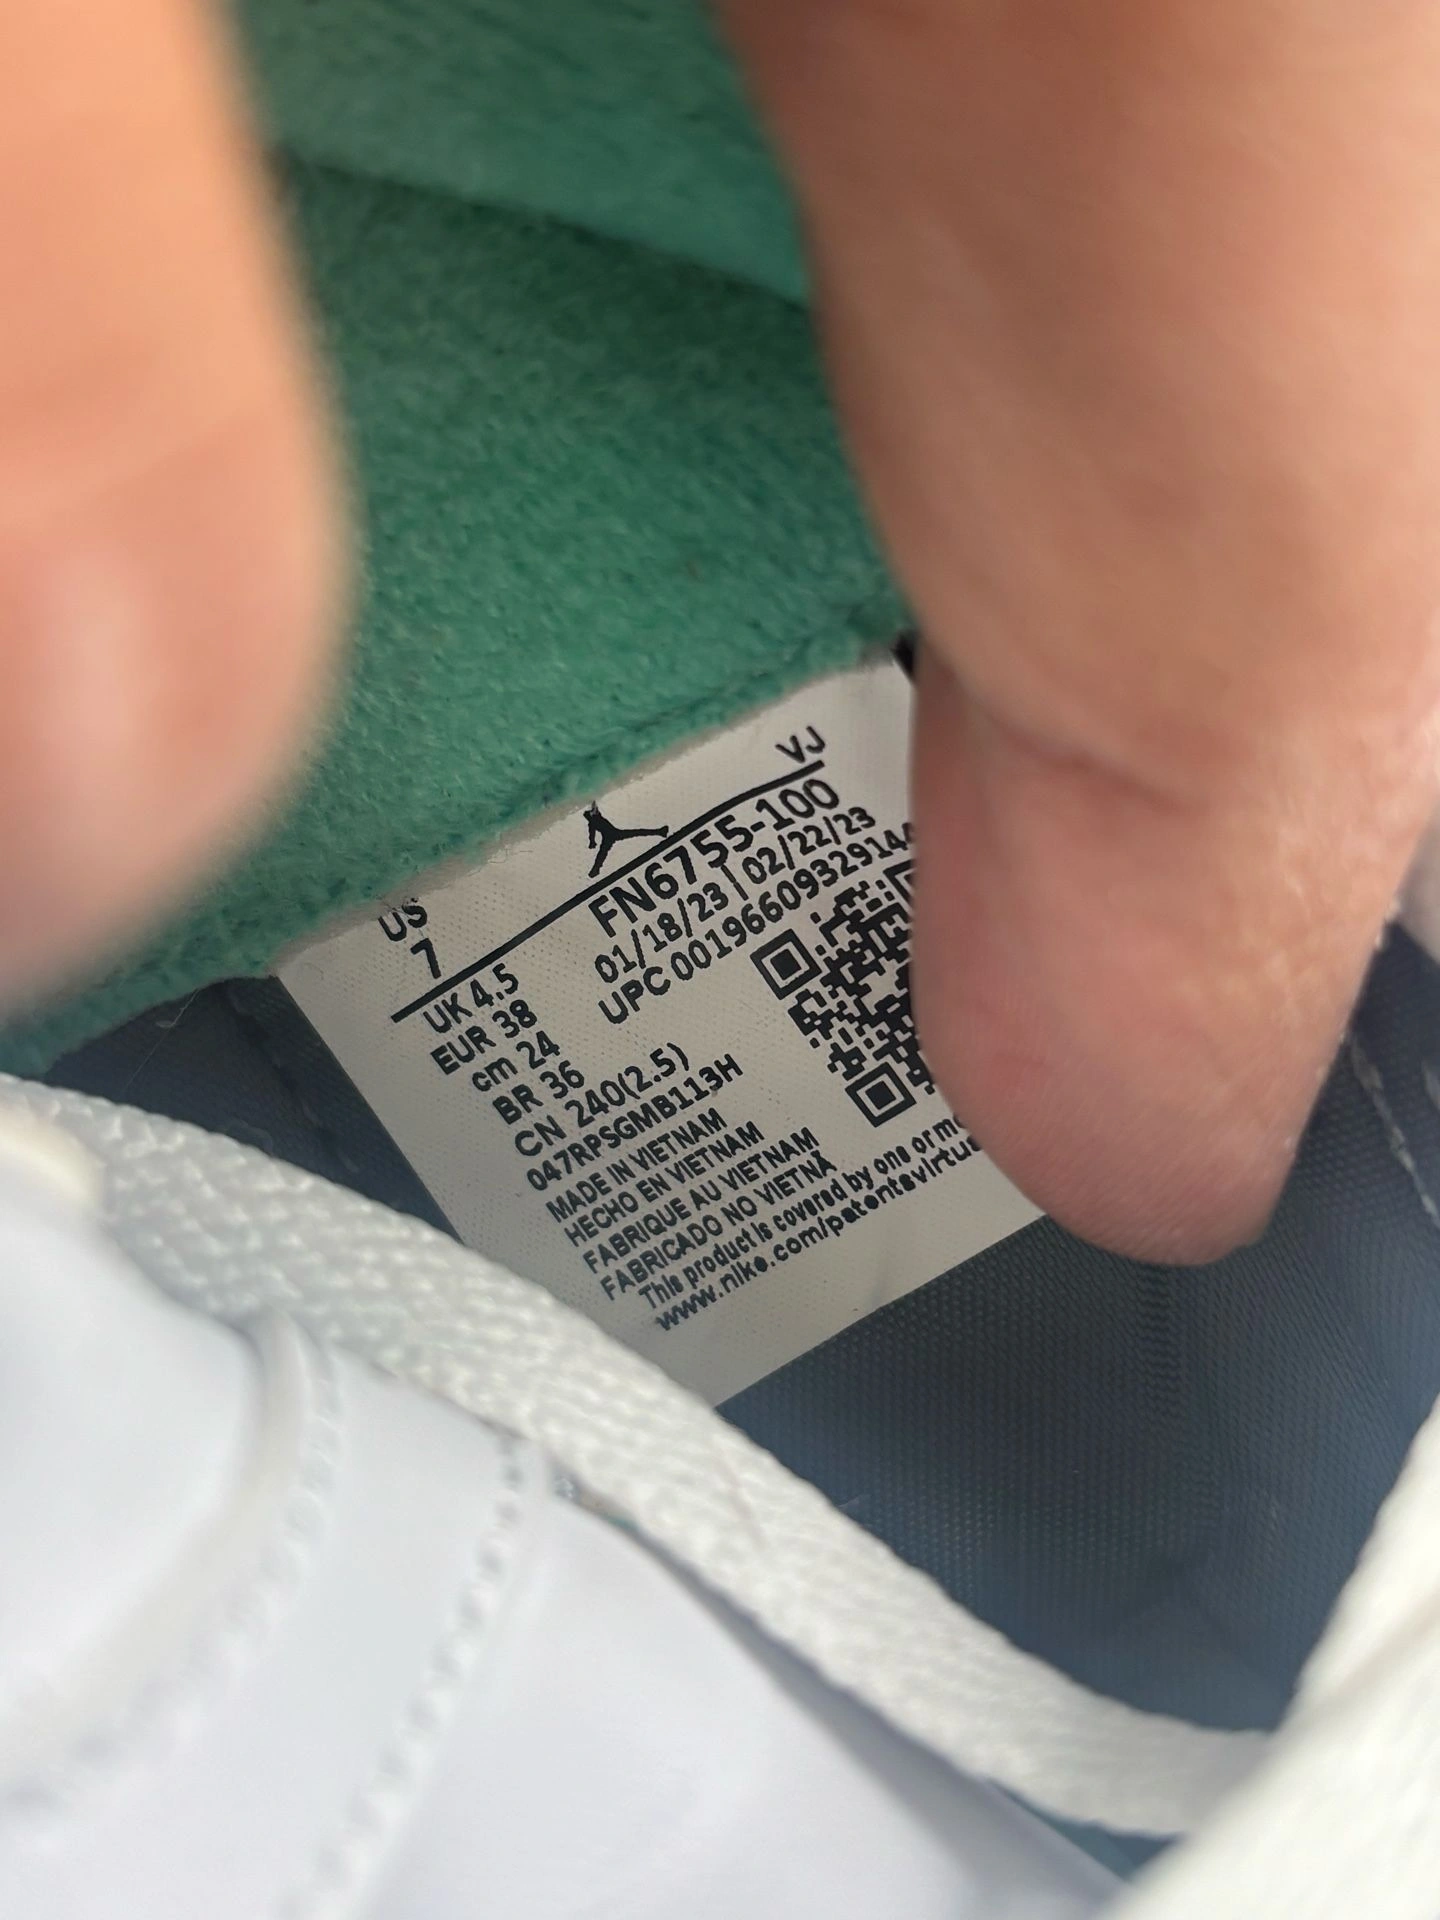 VJ
US
7
FN6755-100
01/18/23 | 02/22/23
UPC 00196609329144
UK 4.5
EUR 38
cm 24
BR 36
CN 240(2.5)
047RPSGMB113H
MADE IN VIETNAM
HECHO EN VIETNAM
FABRIQUE AU VIETNAM
FABRICADO NO VIETNÃ
This product is covered by one or
www.nike.com/patentsvirtu